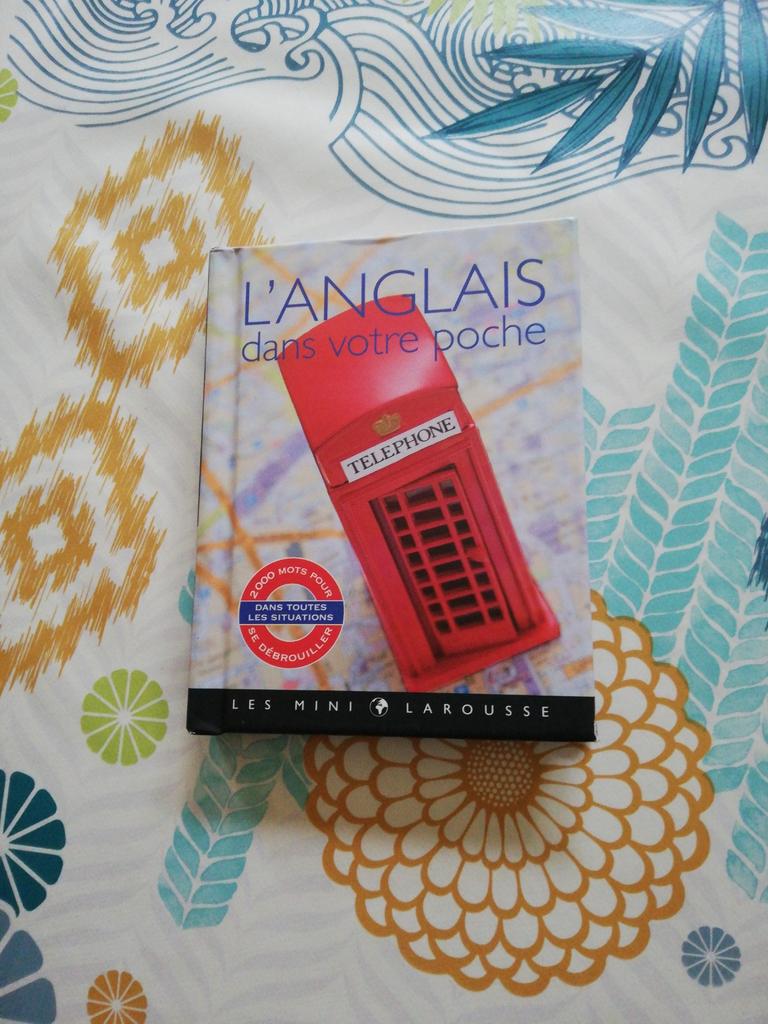 L'ANGLAIS
dans votre poche
TELEPHONE
2000 MOTS POUR
DANS TOUTES
LES SITUATIONS
SE DÉBROUILLER
LES MINI LAROUSSE